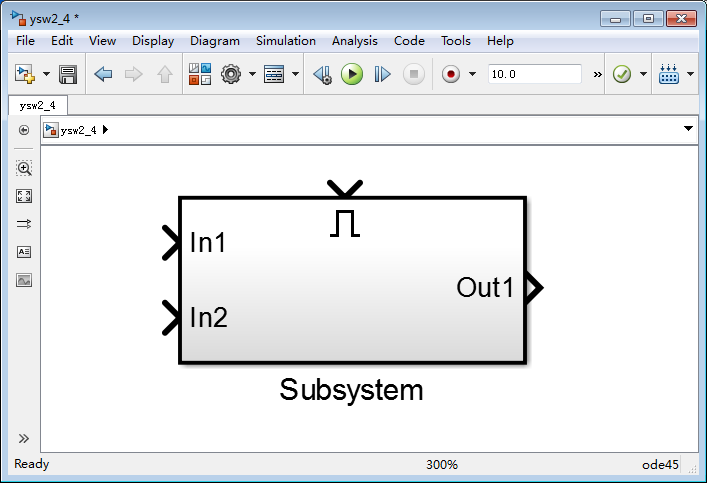 ysw2_4 *
File Edit View Display Diagram Simulation Analysis Code Tools Help
10.0
ysw2_4
ysw2_4
In1
In2
Out1
Subsystem
Ready 300% ode45